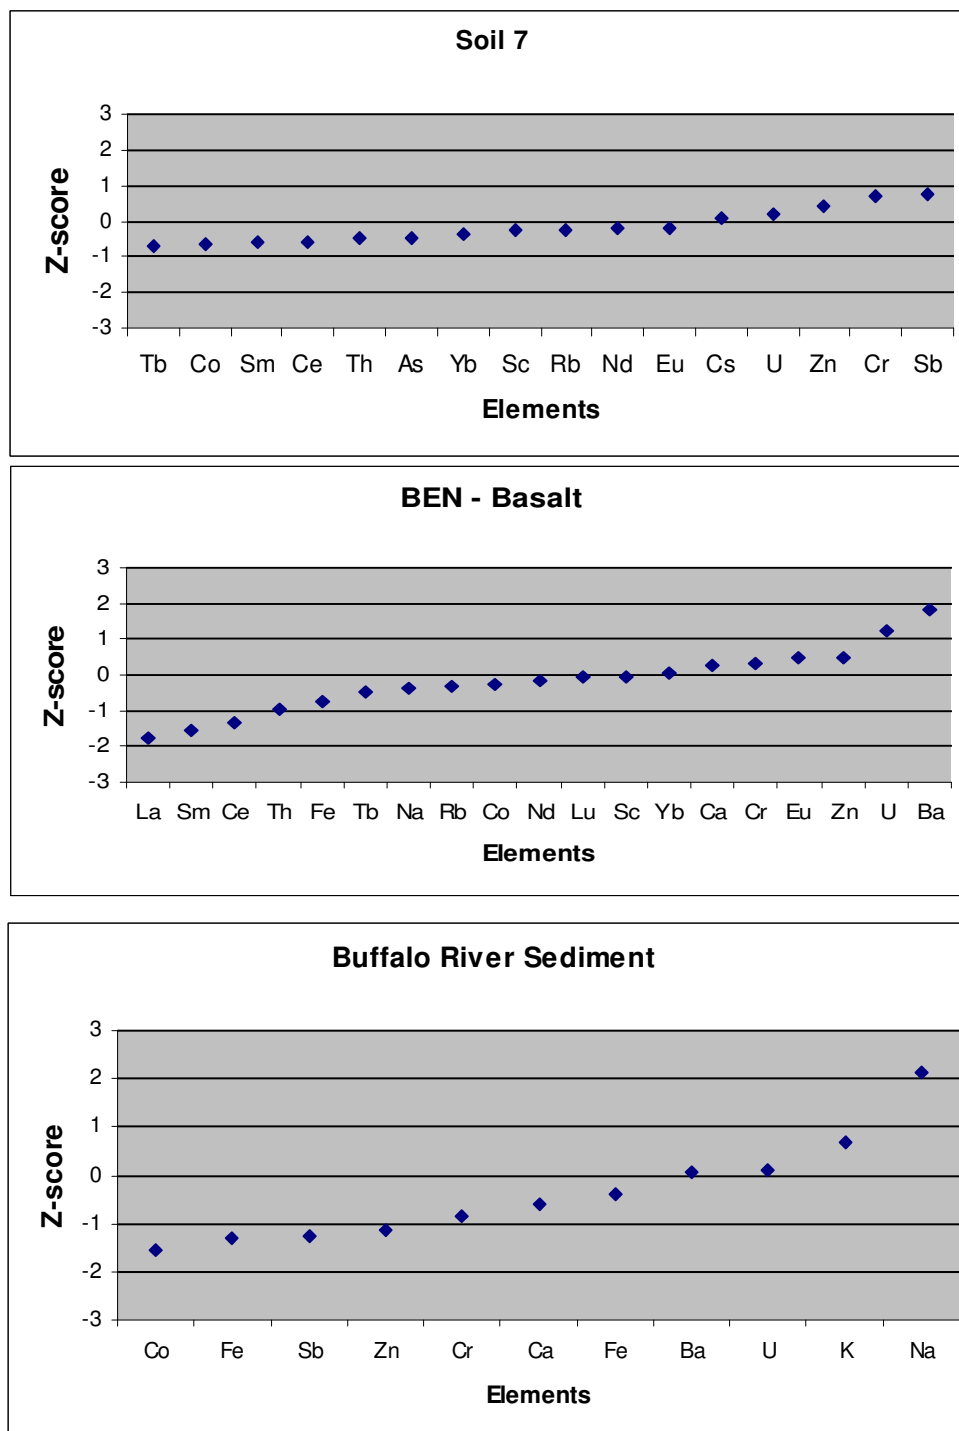 Soil 7
3
2
1
0
-1
-2
-3
Z-score
Tb Co Sm Ce Th As Yb Sc Rb Nd Eu Cs U Zn Cr Sb
Elements
BEN - Basalt
3
2
1
0
-1
-2
-3
Z-score
La Sm Ce Th Fe Tb Na Rb Co Nd Lu Sc Yb Ca Cr Eu Zn U Ba
Elements
Buffalo River Sediment
3
2
1
0
-1
-2
-3
Z-score
Co Fe Sb Zn Cr Ca Fe Ba U K Na
Elements